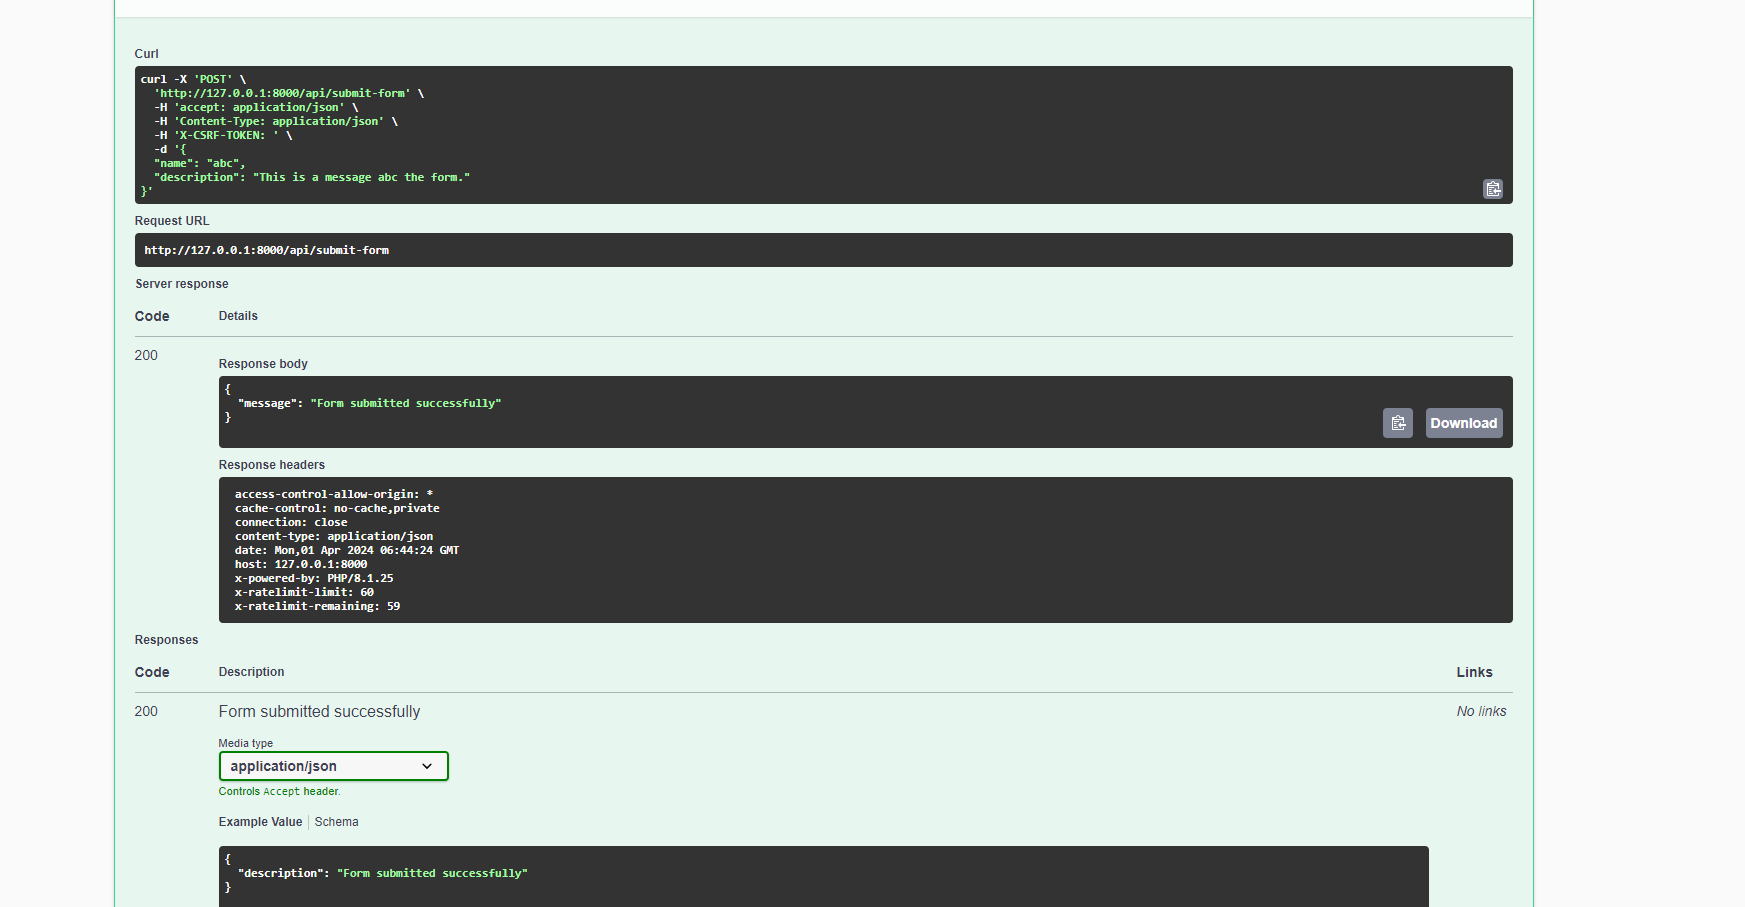 Curl
curl -X 'POST' \
'http://127.0.0.1:8000/api/submit-form' \
-H 'accept: application/json' \
-H 'Content-Type: application/json' \
-H 'X-CSRF-TOKEN: ' \
-d '{
"name": "abc",
"description": "This is a message abc the form."
}'
Request URL
http://127.0.0.1:8000/api/submit-form
Server response
Code Details
200
Response body
{
"message": "Form submitted successfully"
}
Download
Response headers
access-control-allow-origin: *
cache-control: no-cache,private
connection: close
content-type: application/json
date: Mon,01 Apr 2024 06:44:24 GMT
host: 127.0.0.1:8000
x-powered-by: PHP/8.1.25
x-ratelimit-limit: 60
x-ratelimit-remaining: 59
Responses
Code Description Links
200 Form submitted successfully No links
Media type
application/json
Controls Accept header.
Example Value Schema
{
"description": "Form submitted successfully"
}